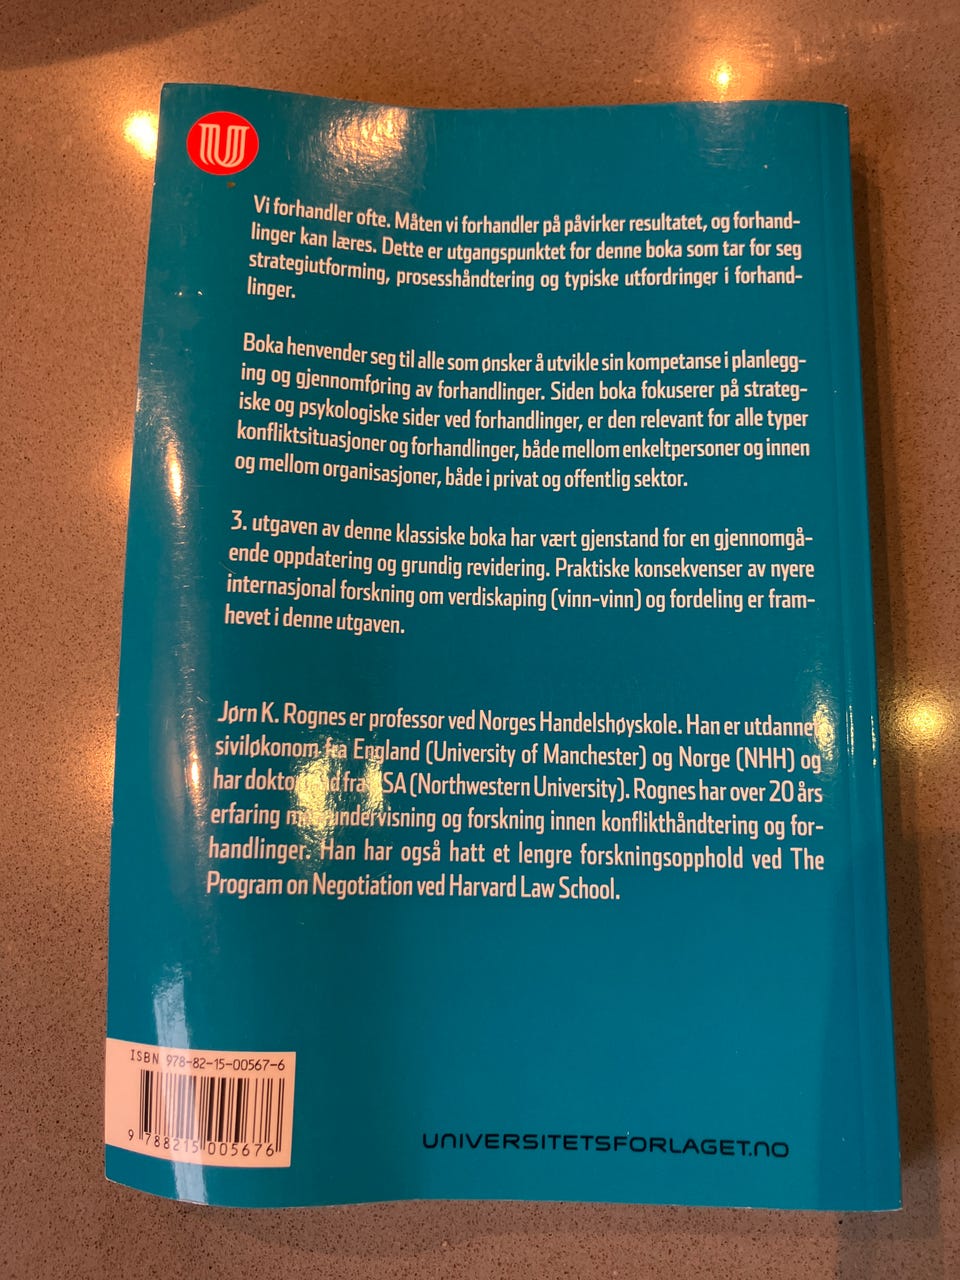 U
Vi forhandler ofte. Måten vi forhandler på påvirker resultatet, og forhand-
linger kan læres. Dette er utgangspunktet for denne boka som tar for seg
strategiutforming, prosesshåndtering og typiske utfordringer i forhand-
linger.
Boka henvender seg til alle som ønsker å utvikle sin kompetanse i planlegg-
ing og gjennomføring av forhandlinger. Siden boka fokuserer på strateg-
iske og psykologiske sider ved forhandlinger, er den relevant for alle typer
konfliktsituasjoner og forhandlinger, både mellom enkeltpersoner og innen
og mellom organisasjoner, både i privat og offentlig sektor.
3. utgaven av denne klassiske boka har vært gjenstand for en gjennomgå-
ende oppdatering og grundig revidering. Praktiske konsekvenser av nyere
internasjonal forskning om verdiskaping (vinn-vinn) og fordeling er fram-
hevet i denne utgaven.
Jørn K. Rognes er professor ved Norges Handelshøyskole. Han er utdannet
siviløkonom fra England (University of Manchester) og Norge (NHH) og
har doktorgrad fra USA (Northwestern University). Rognes har over 20 års
erfaring med undervisning og forskning innen konflikthåndtering og for-
handlinger. Han har også hatt et lengre forskningsopphold ved The
Program on Negotiation ved Harvard Law School.
ISBN 978-82-15-00567-6
9 788215 005676
UNIVERSITETSFORLAGET.NO